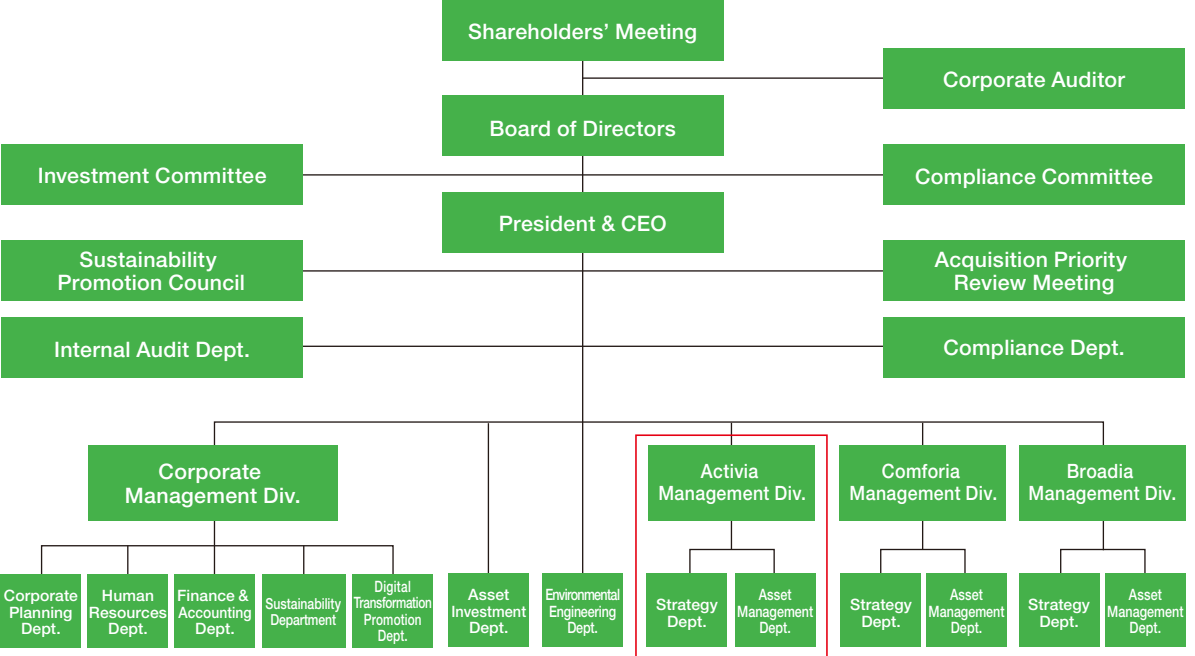 Shareholders' Meeting
Corporate Auditor
Board of Directors
Investment Committee
Compliance Committee
President & CEO
Sustainability
Promotion Council
Acquisition Priority
Review Meeting
Internal Audit Dept.
Compliance Dept.
Corporate
Management Div.
Activia
Management Div.
Comforia
Management Div.
Broadia
Management Div.
Corporate
Planning
Dept.
Human
Resources
Dept.
Finance &
Accounting
Dept.
Sustainability
Department
Digital
Transformation
Promotion
Dept.
Asset
Investment
Dept.
Environmental
Engineering
Dept.
Strategy
Dept.
Asset
Management
Dept.
Strategy
Dept.
Asset
Management
Dept.
Strategy
Dept.
Asset
Management
Dept.